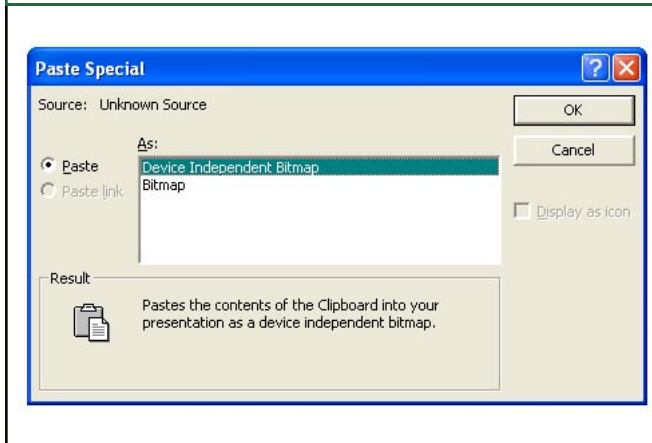 Paste Special
Source: Unknown Source
OK
As:
Cancel
Paste
Device Independent Bitmap
Paste link
Bitmap
Display as icon
Result
Pastes the contents of the Clipboard into your
presentation as a device independent bitmap.